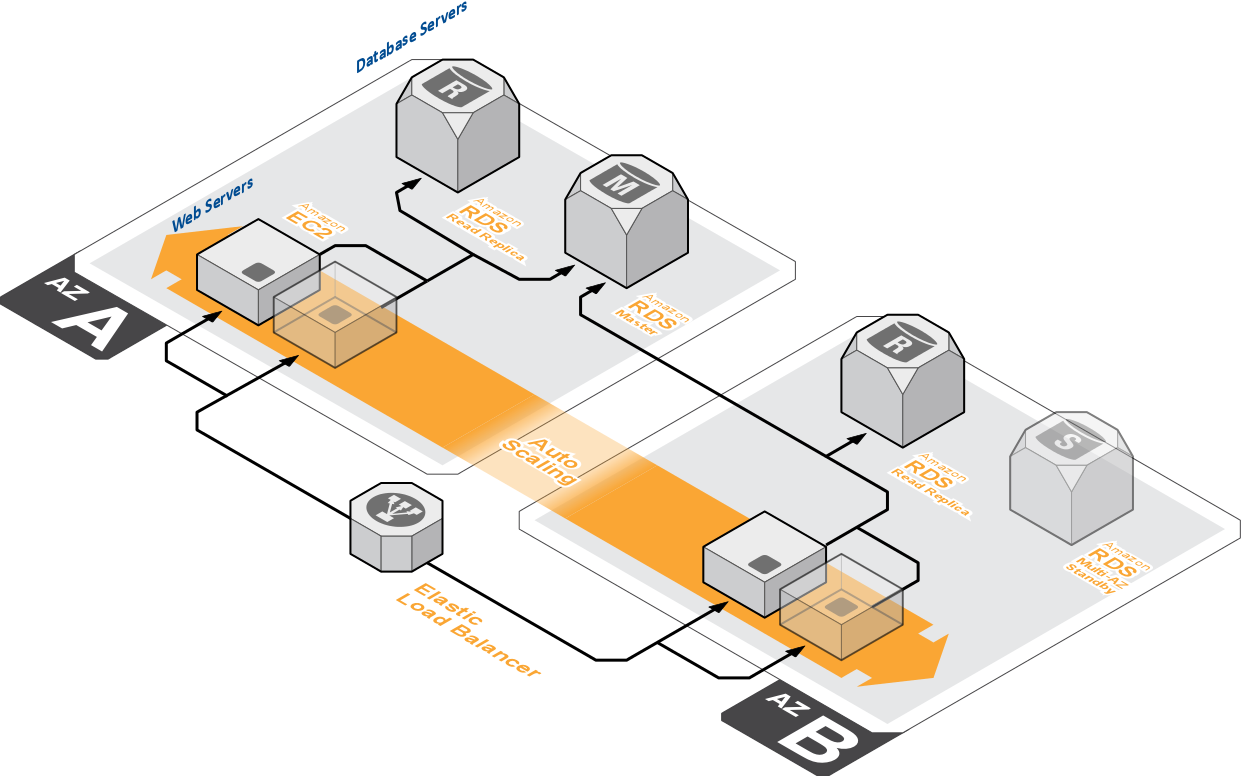 Database Servers
R
Web Servers
M
Amazon
EC2
Amazon
RDS
Read Replica
AZ
A
Amazon
RDS
Master
R
Auto
Scaling
S
Amazon
RDS
Read Replica
Amazon
RDS
Multi-AZ
Standby
Elastic
Load Balancer
AZ
B